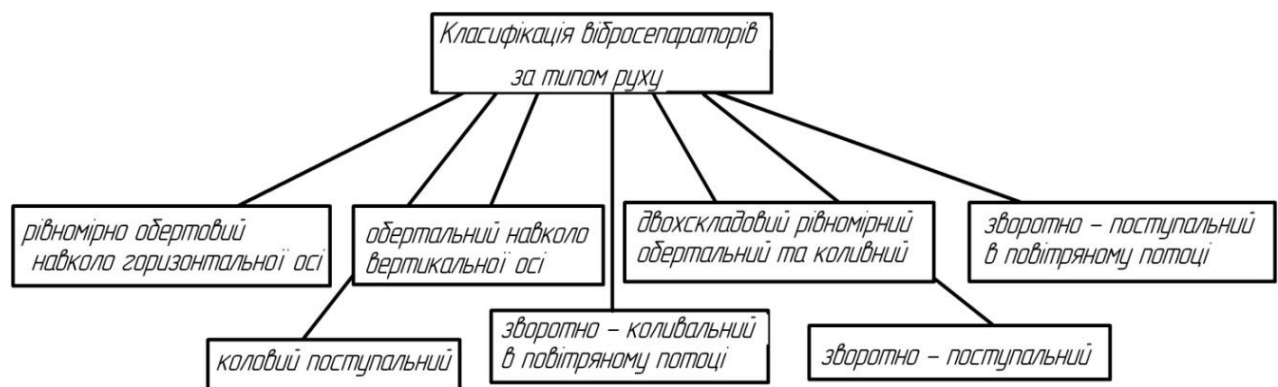 Класифікація вібросепараторів
за типом руху
рівномірно обертовий
навколо горизонтальної осі
обертальний навколо
вертикальної осі
двохскладовий рівномірний
обертальний та коливний
зворотно – поступальний
в повітряному потоці
коловий поступальний
зворотно – коливальний
в повітряному потоці
зворотно – поступальний